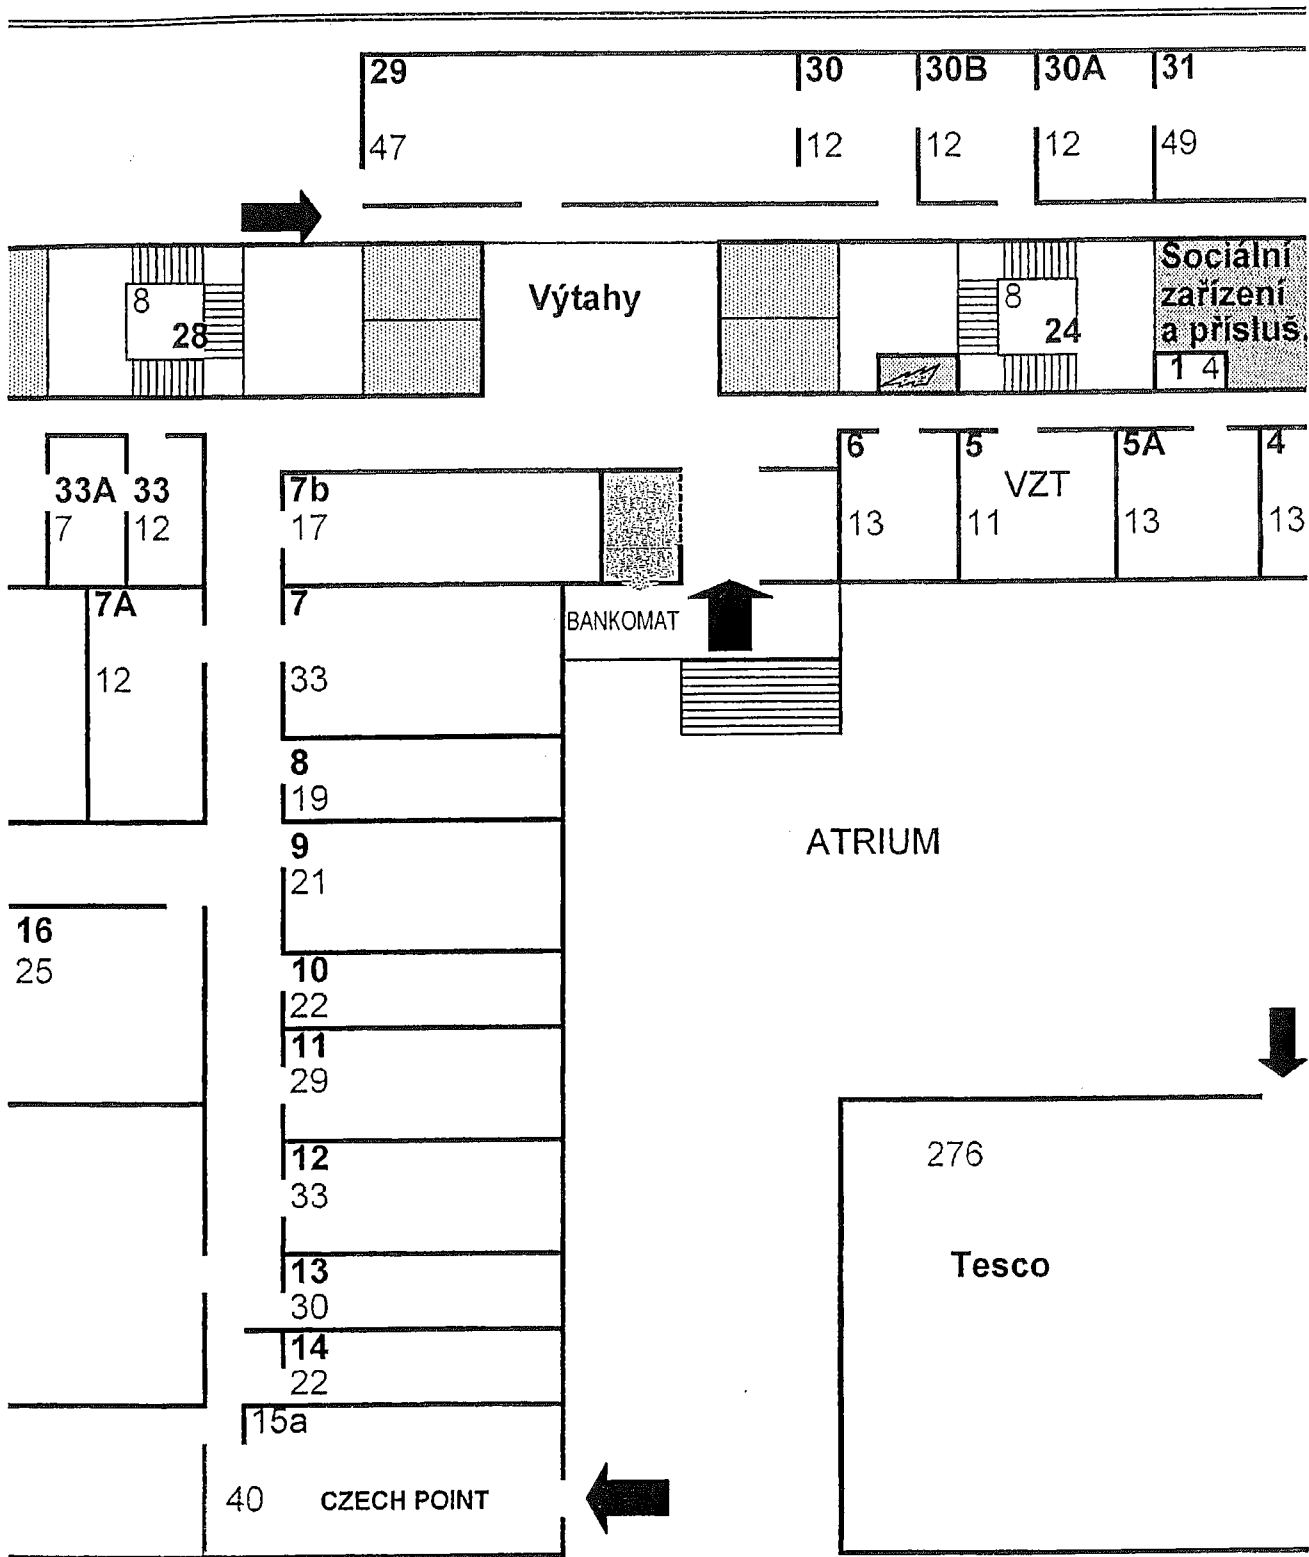 29 30 30B 30A 31
47 12 12 12 49
Sociální
zařízení
a přísluš.
1 4
Výtahy
8
28
8
24
6 5 5A 4
VZT
13 11 13 13
33A 33
7 12
7b
17
7A
12
7
33
BANKOMAT
8
19
9
21
ATRIUM
16
25
10
22
11
29
12
33
276
Tesco
13
30
14
22
15a
40 CZECH POINT